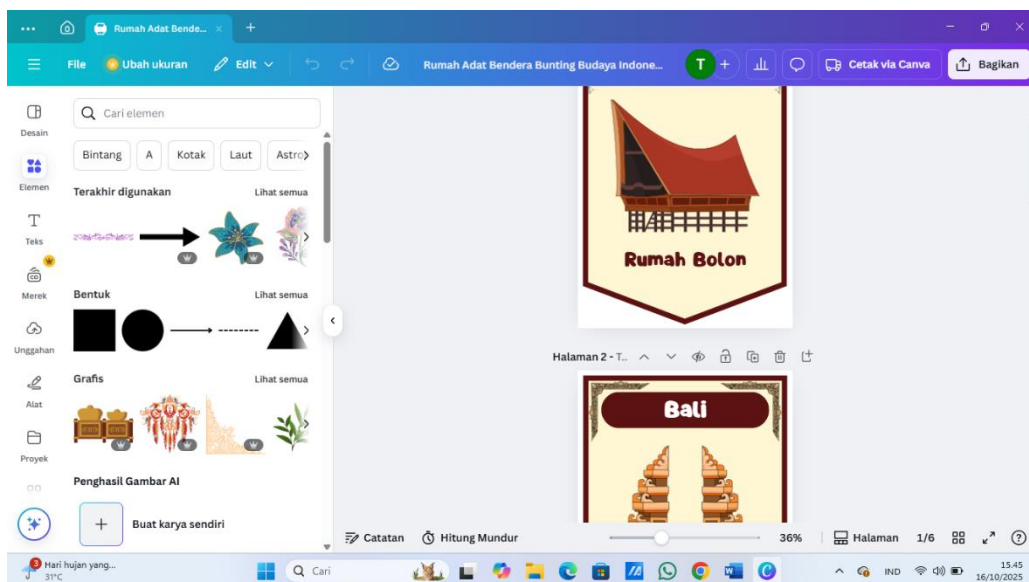 Rumah Adat Bende...
File
Ubah ukuran
Edit
Rumah Adat Bendera Bunting Budaya Indone...
T
Cetak via Canva
Bagikan
Desain
Elemen
Teks
Merek
Unggahan
Alat
Proyek
Cari elemen
Bintang
A
Kotak
Laut
Astro
Terakhir digunakan
Lihat semua
Bentuk
Lihat semua
Grafis
Lihat semua
Penghasil Gambar AI
Buat karya sendiri
Rumah Bolon
Halaman 2 - T...
Bali
Catatan
Hitung Mundur
36%
Halaman
1/6
3
Hari hujan yang...
31°C
Cari
IND
15.45
16/10/2025